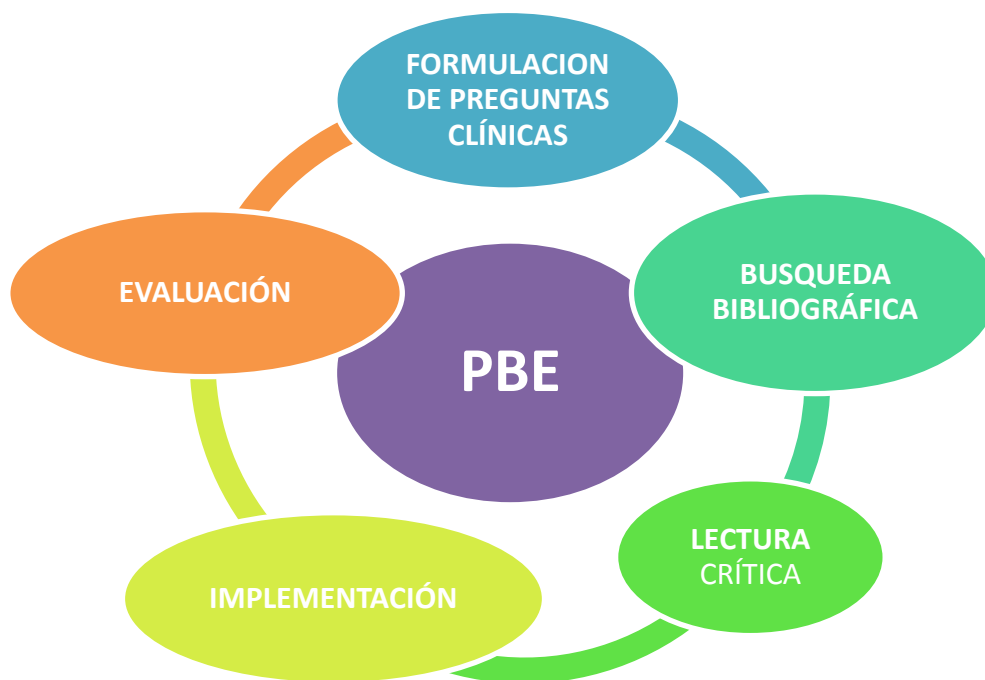 FORMULACION
DE PREGUNTAS
CLÍNICAS
BUSQUEDA
BIBLIOGRÁFICA
EVALUACIÓN
PBE
LECTURA
CRÍTICA
IMPLEMENTACIÓN